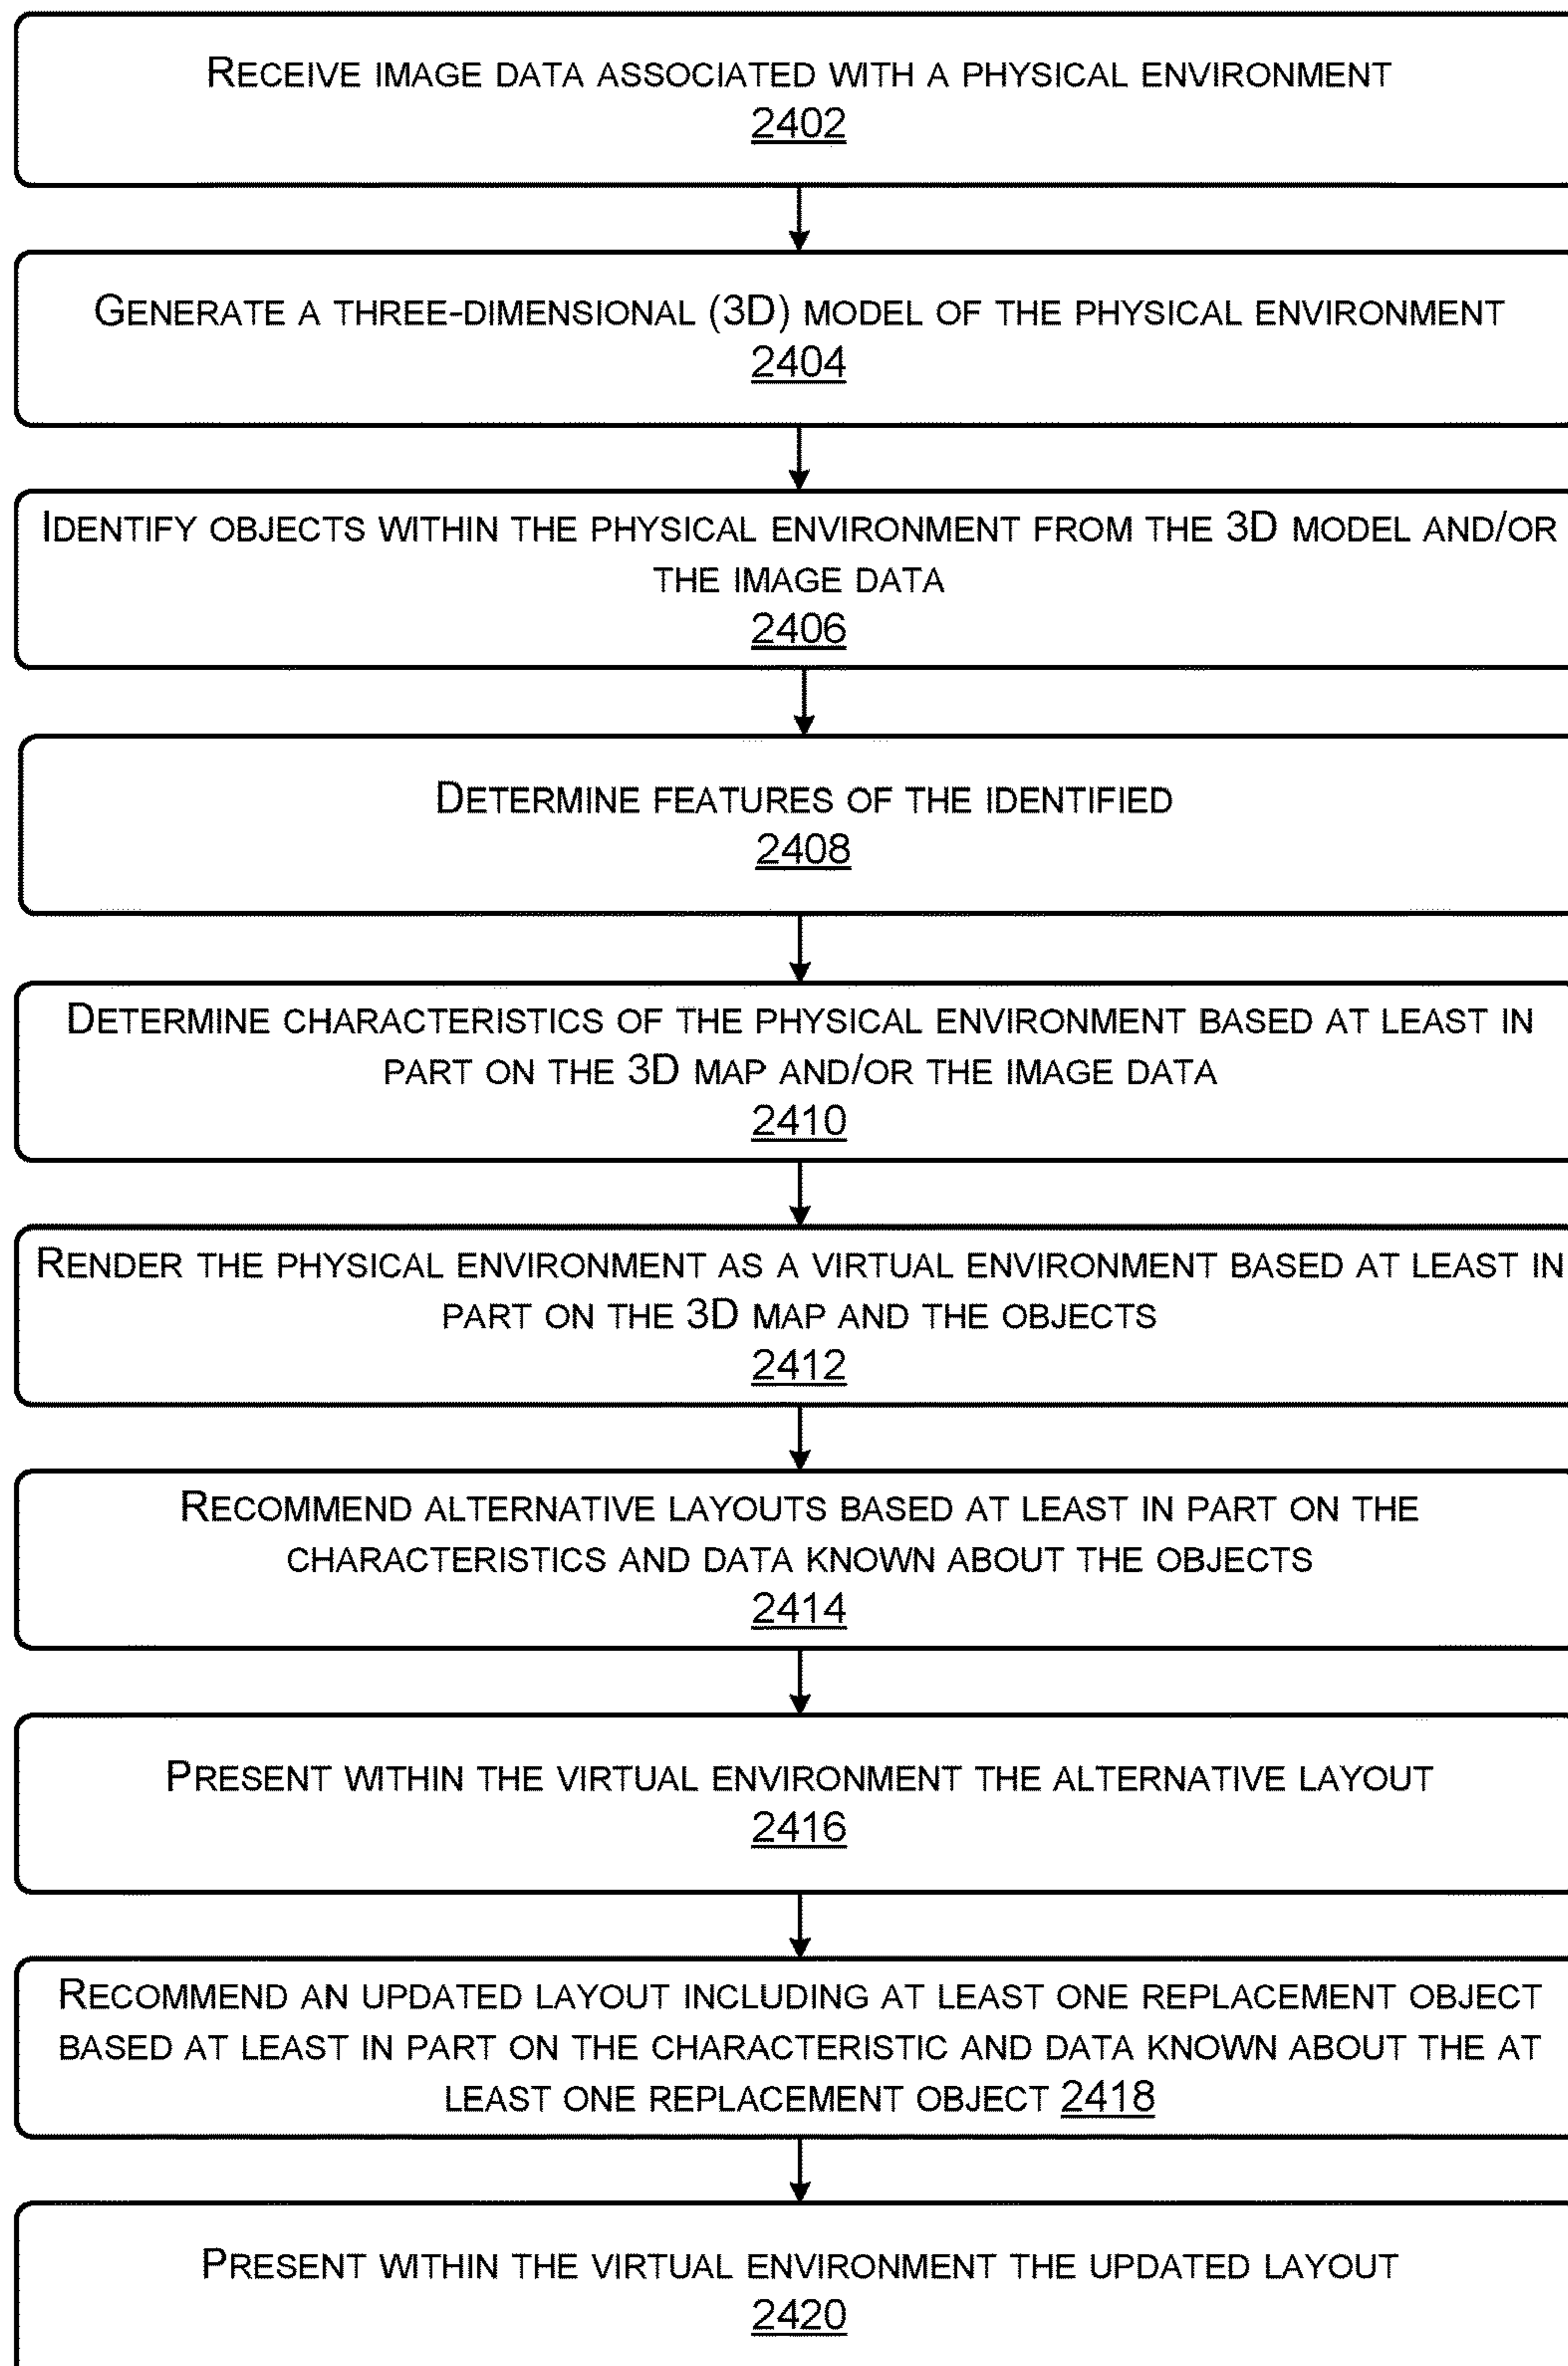 RECEIVE IMAGE DATA ASSOCIATED WITH A PHYSICAL ENVIRONMENT
2402
GENERATE A THREE-DIMENSIONAL (3D) MODEL OF THE PHYSICAL ENVIRONMENT
2404
IDENTIFY OBJECTS WITHIN THE PHYSICAL ENVIRONMENT FROM THE 3D MODEL AND/OR
THE IMAGE DATA
2406
DETERMINE FEATURES OF THE IDENTIFIED
2408
DETERMINE CHARACTERISTICS OF THE PHYSICAL ENVIRONMENT BASED AT LEAST IN
PART ON THE 3D MAP AND/OR THE IMAGE DATA
2410
RENDER THE PHYSICAL ENVIRONMENT AS A VIRTUAL ENVIRONMENT BASED AT LEAST IN
PART ON THE 3D MAP AND THE OBJECTS
2412
RECOMMEND ALTERNATIVE LAYOUTS BASED AT LEAST IN PART ON THE
CHARACTERISTICS AND DATA KNOWN ABOUT THE OBJECTS
2414
PRESENT WITHIN THE VIRTUAL ENVIRONMENT THE ALTERNATIVE LAYOUT
2416
RECOMMEND AN UPDATED LAYOUT INCLUDING AT LEAST ONE REPLACEMENT OBJECT
BASED AT LEAST IN PART ON THE CHARACTERISTIC AND DATA KNOWN ABOUT THE AT
LEAST ONE REPLACEMENT OBJECT 2418
PRESENT WITHIN THE VIRTUAL ENVIRONMENT THE UPDATED LAYOUT
2420